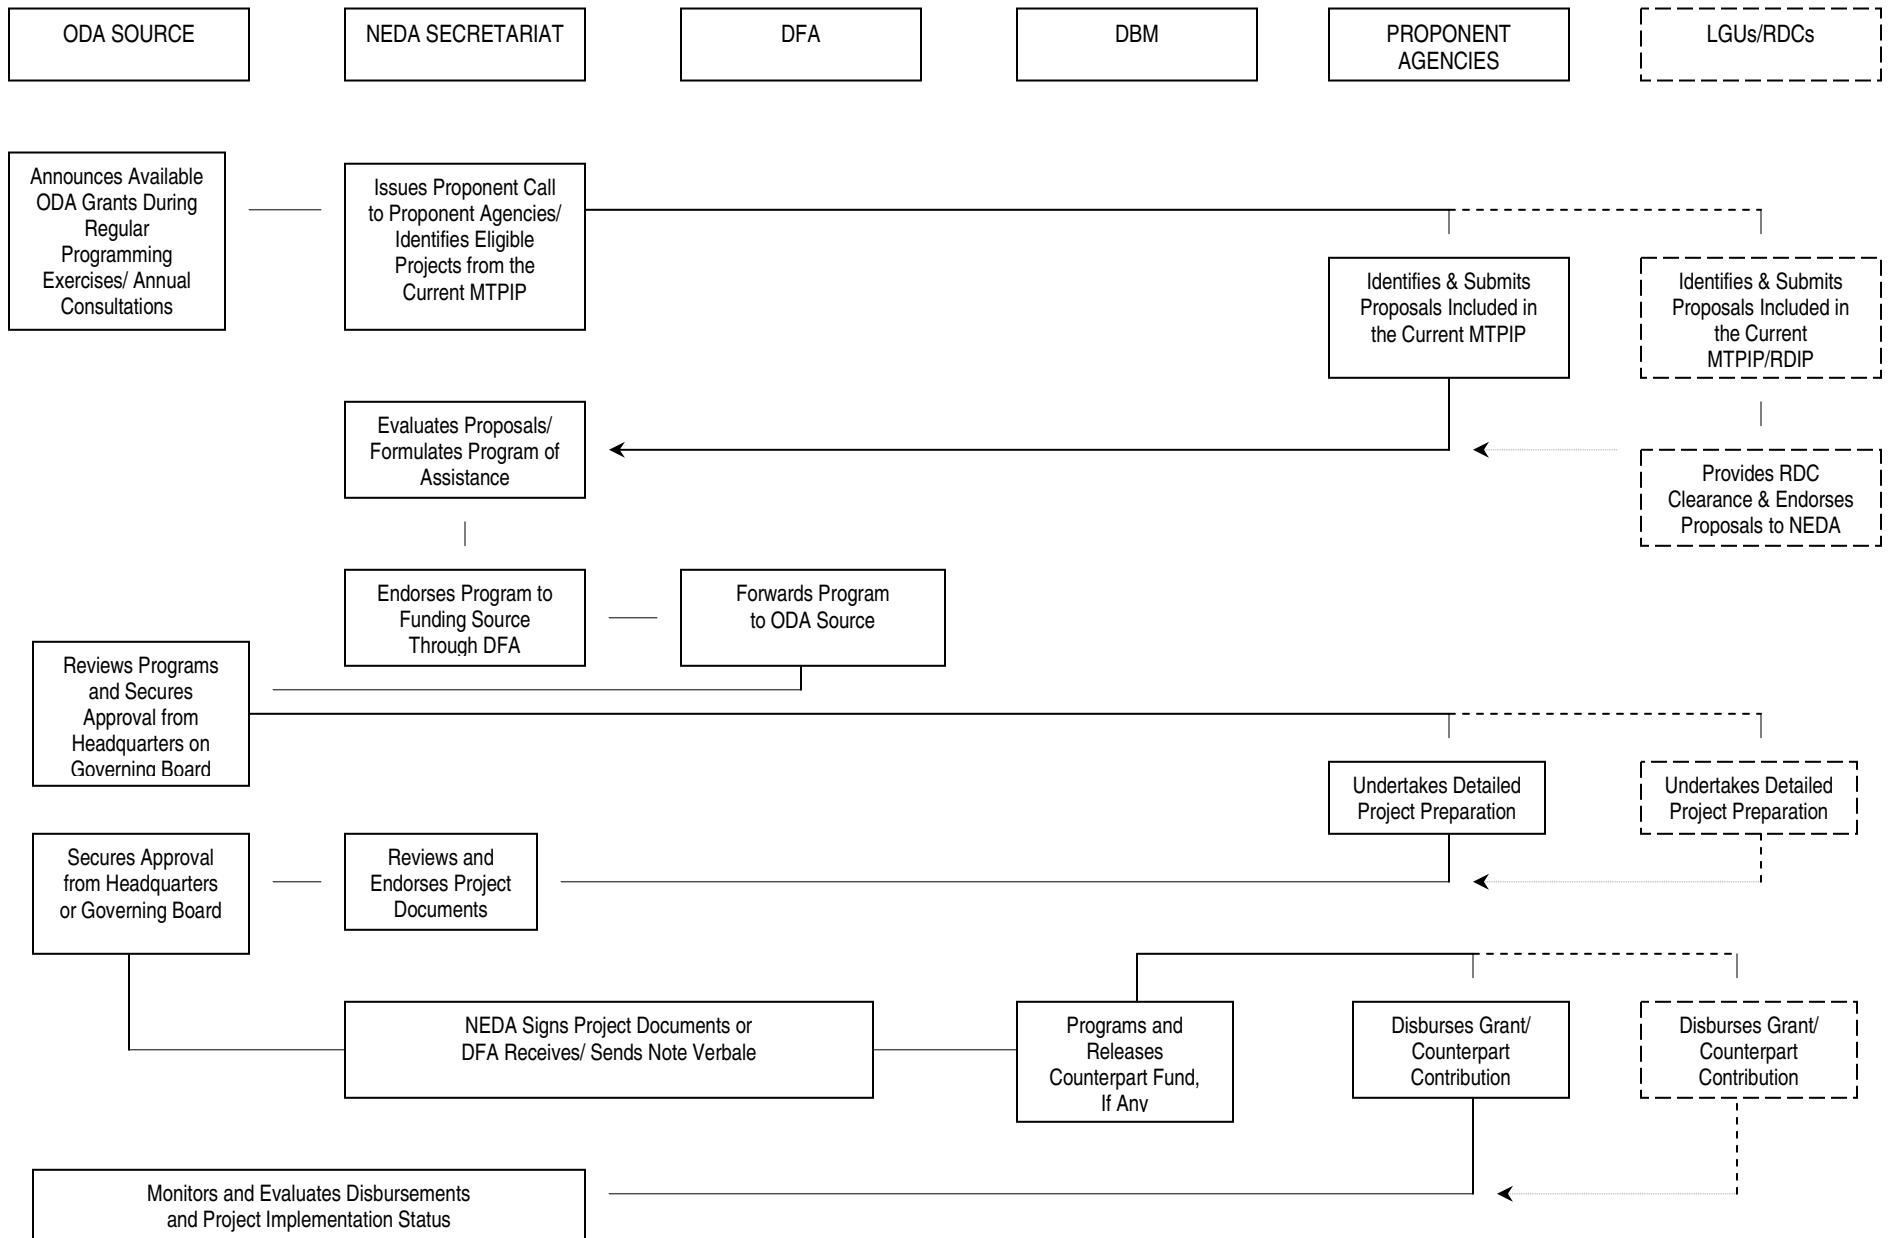 ODA SOURCE
NEDA SECRETARIAT
DFA
DBM
PROPONENT
AGENCIES
LGUs/RDCs
Announces Available
ODA Grants During
Regular
Programming
Exercises/ Annual
Consultations
Issues Proponent Call
to Proponent Agencies/
Identifies Eligible
Projects from the
Current MTPIP
Identifies & Submits
Proposals Included in
the Current MTPIP
Identifies & Submits
Proposals Included in
the Current
MTPIP/RDIP
Evaluates Proposals/
Formulates Program of
Assistance
Provides RDC
Clearance & Endorses
Proposals to NEDA
Endorses Program to
Funding Source
Through DFA
Forwards Program
to ODA Source
Reviews Programs
and Secures
Approval from
Headquarters on
Governing Board
Undertakes Detailed
Project Preparation
Undertakes Detailed
Project Preparation
Secures Approval
from Headquarters
or Governing Board
Reviews and
Endorses Project
Documents
NEDA Signs Project Documents or
DFA Receives/ Sends Note Verbale
Programs and
Releases
Counterpart Fund,
If Any
Disburses Grant/
Counterpart
Contribution
Disburses Grant/
Counterpart
Contribution
Monitors and Evaluates Disbursements
and Project Implementation Status